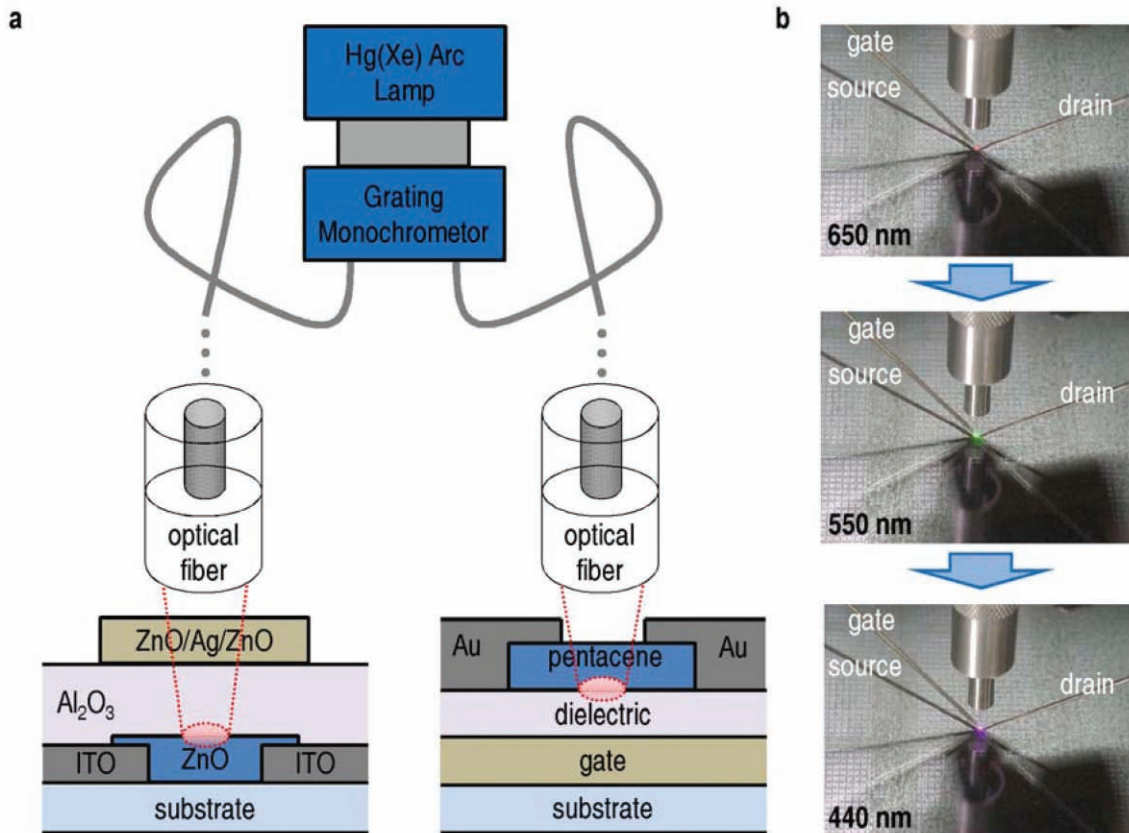 a
Hg(Xe) Arc
Lamp
Grating
Monochrometor
optical
fiber
ZnO/Ag/ZnO
Al2O3
ITO
ZnO
ITO
substrate
optical
fiber
Au
pentacene
Au
dielectric
gate
substrate
b
gate
source
drain
650 nm
gate
source
drain
550 nm
gate
source
drain
440 nm